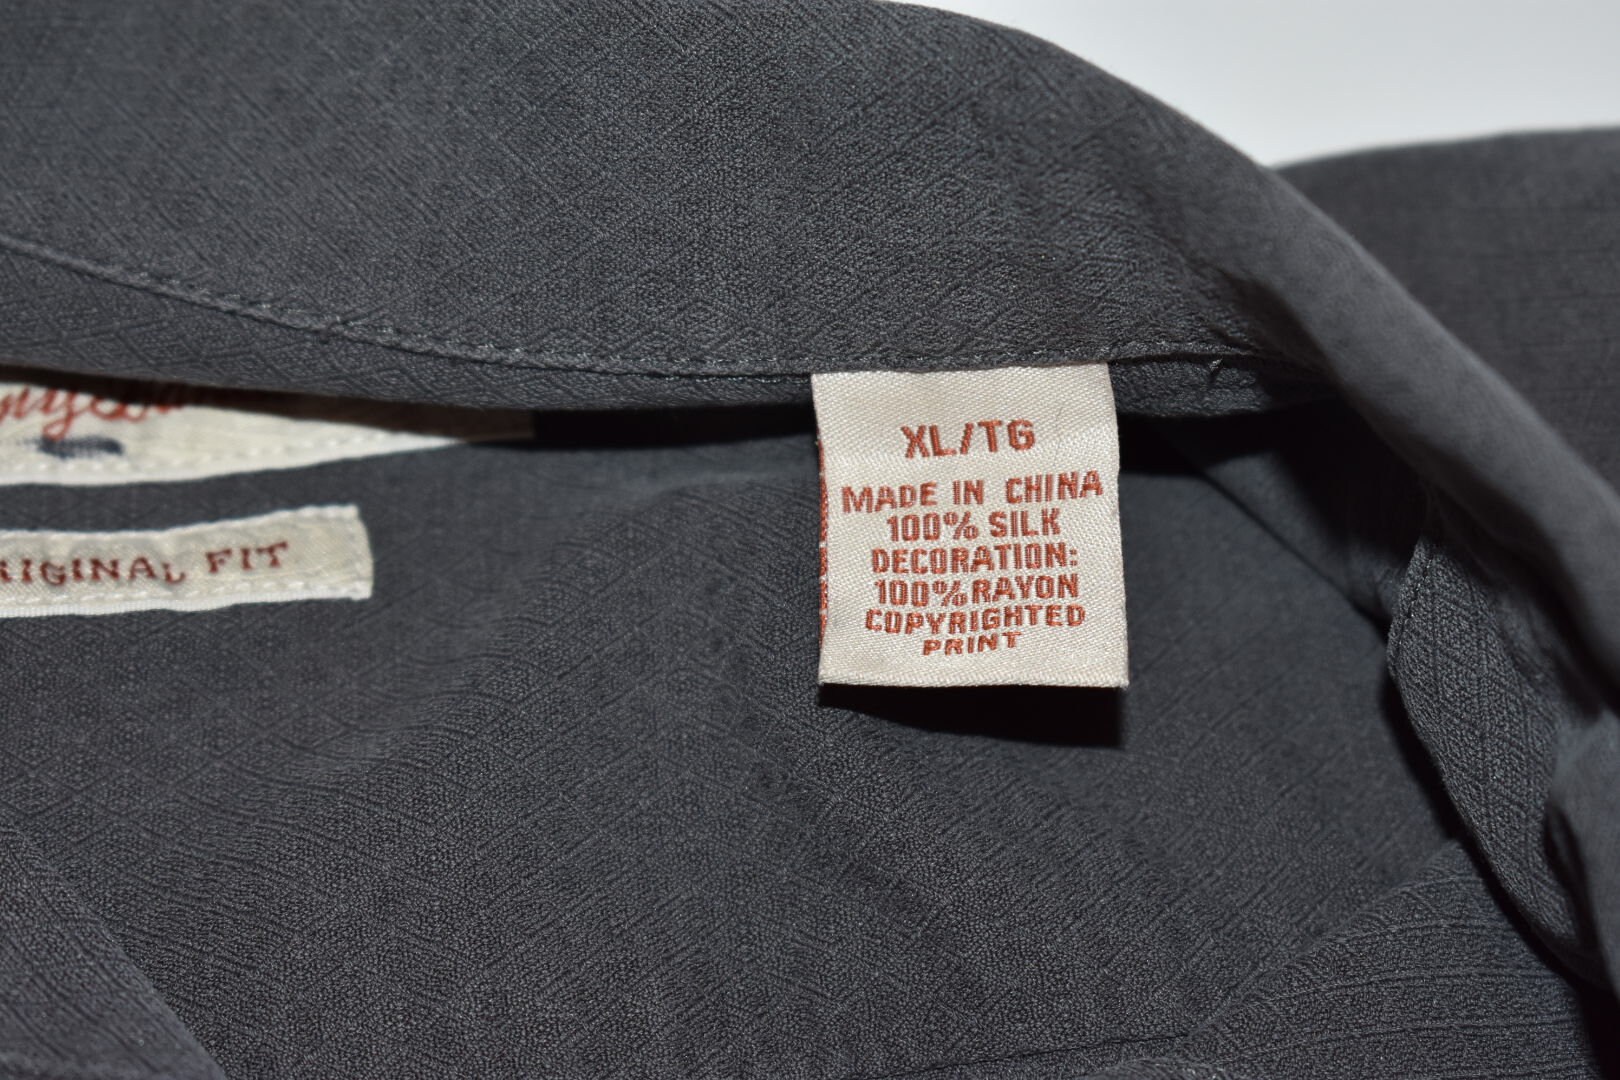 RIGINAL FIT
XL/TG
MADE IN CHINA
100% SILK
DECORATION:
100% RAYON
COPYRIGHTED
PRINT